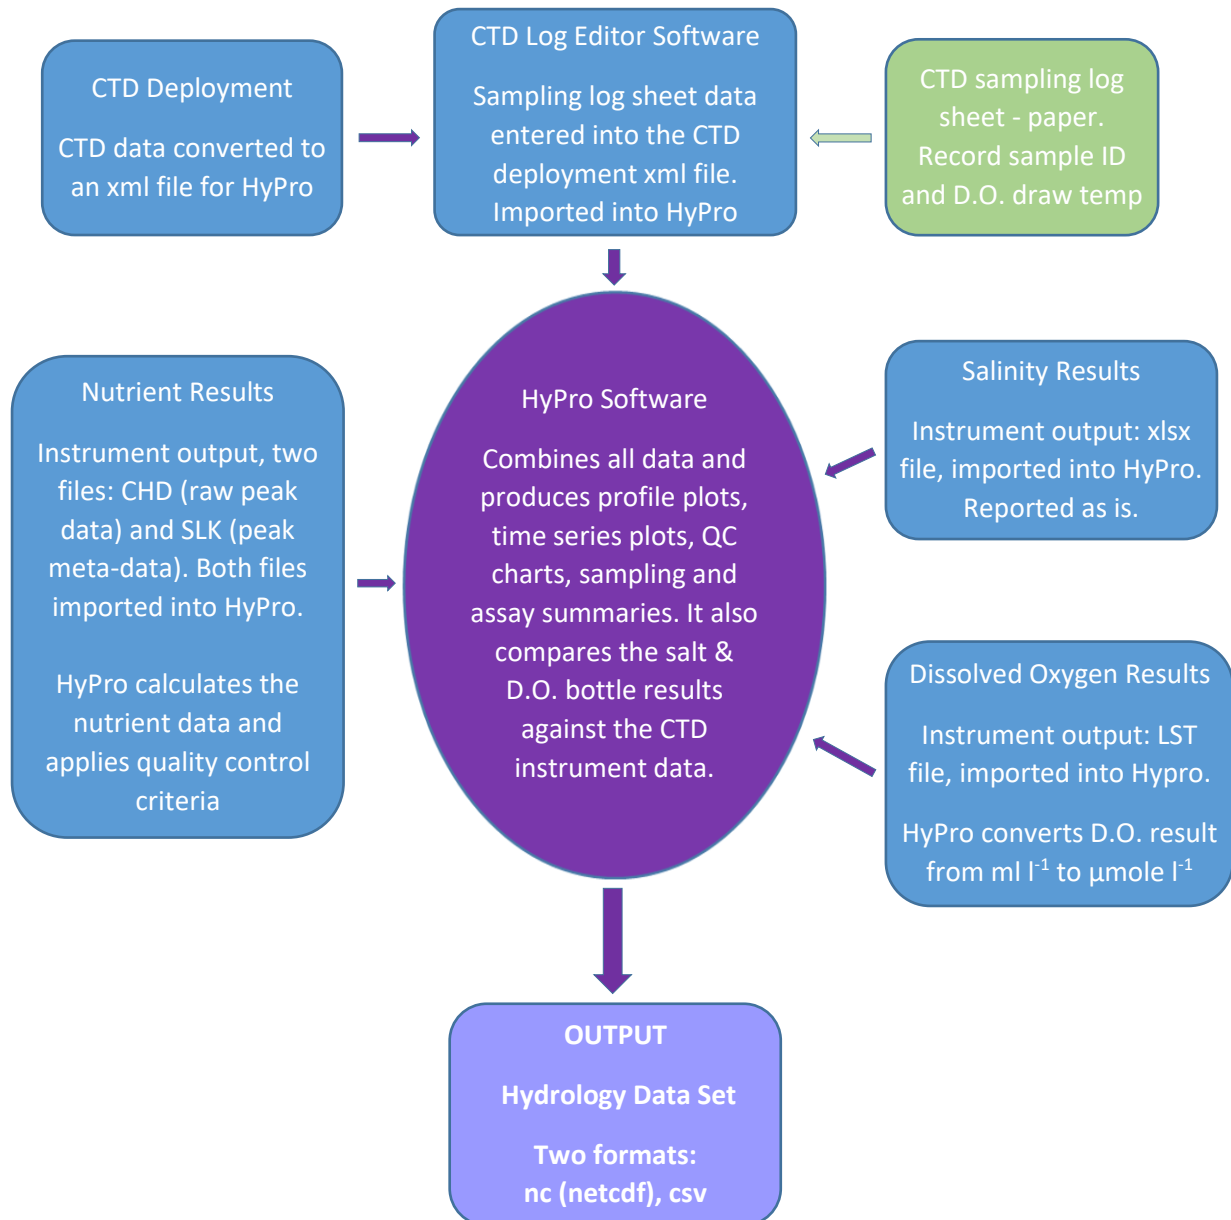 CTD Deployment
CTD data converted to
an xml file for HyPro
CTD Log Editor Software
Sampling log sheet data
entered into the CTD
deployment xml file.
Imported into HyPro
CTD sampling log
sheet - paper.
Record sample ID
and D.O. draw temp
Nutrient Results
Instrument output, two
files: CHD (raw peak
data) and SLK (peak
meta-data). Both files
imported into HyPro.
HyPro calculates the
nutrient data and
applies quality control
criteria
HyPro Software
Combines all data and
produces profile plots,
time series plots, QC
charts, sampling and
assay summaries. It also
compares the salt &
D.O. bottle results
against the CTD
instrument data.
Salinity Results
Instrument output: xlsx
file, imported into HyPro.
Reported as is.
Dissolved Oxygen Results
Instrument output: LST
file, imported into Hypro.
HyPro converts D.O. result
from ml l⁻¹ to µmole l⁻¹
OUTPUT
Hydrology Data Set
Two formats:
nc (netcdf), csv